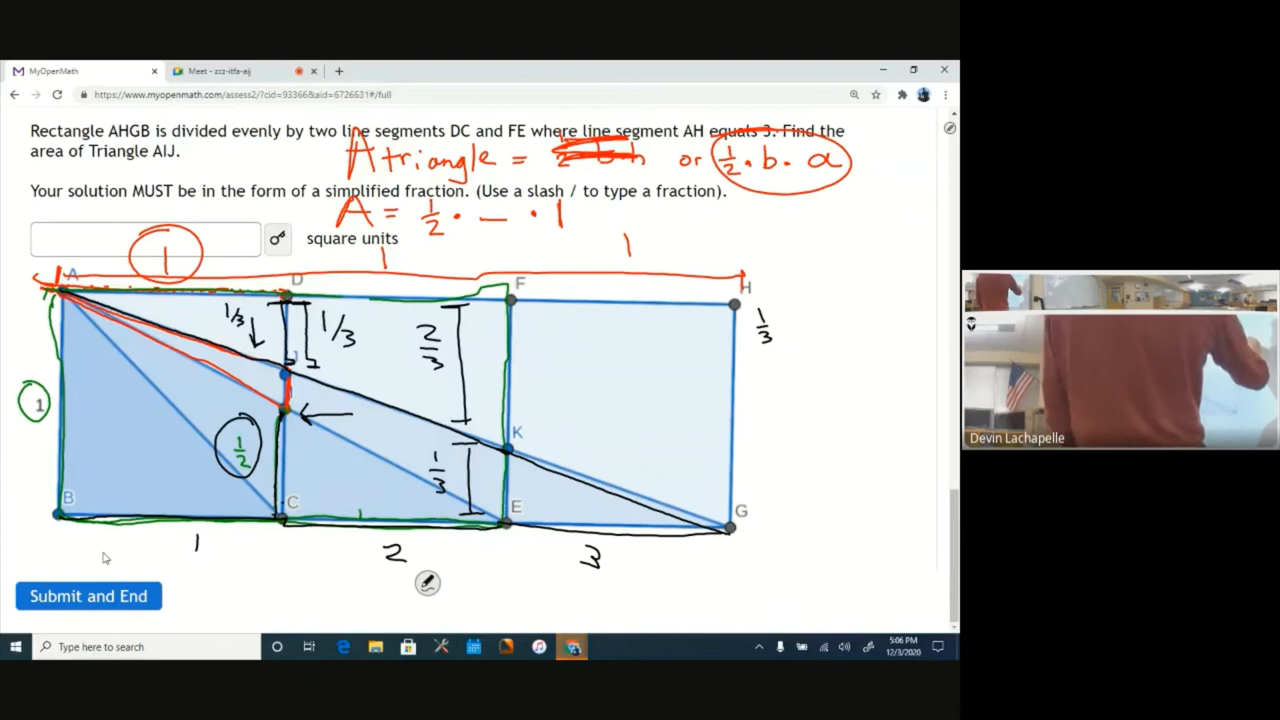 MyOpenMath
Meet - zcz-itfa-aij
https://www.myopenmath.com/assess2/?cid=93366&aid=6726631#/full
Rectangle AHGB is divided evenly by two line segments DC and FE where line segment AH equals 3. Find the
area of Triangle AIJ.
A triangle = or 1/2 · b · a
Your solution MUST be in the form of a simplified fraction. (Use a slash / to type a fraction).
A = 1/2 · _ · 1
square units
1 1 1
A D F H
1/3 1/3 2/3 1/3
J
1
K
1/2 1/3
B C E G
1
1 2 3
Submit and End
Type here to search
5:06 PM
12/3/2020
Devin Lachapelle